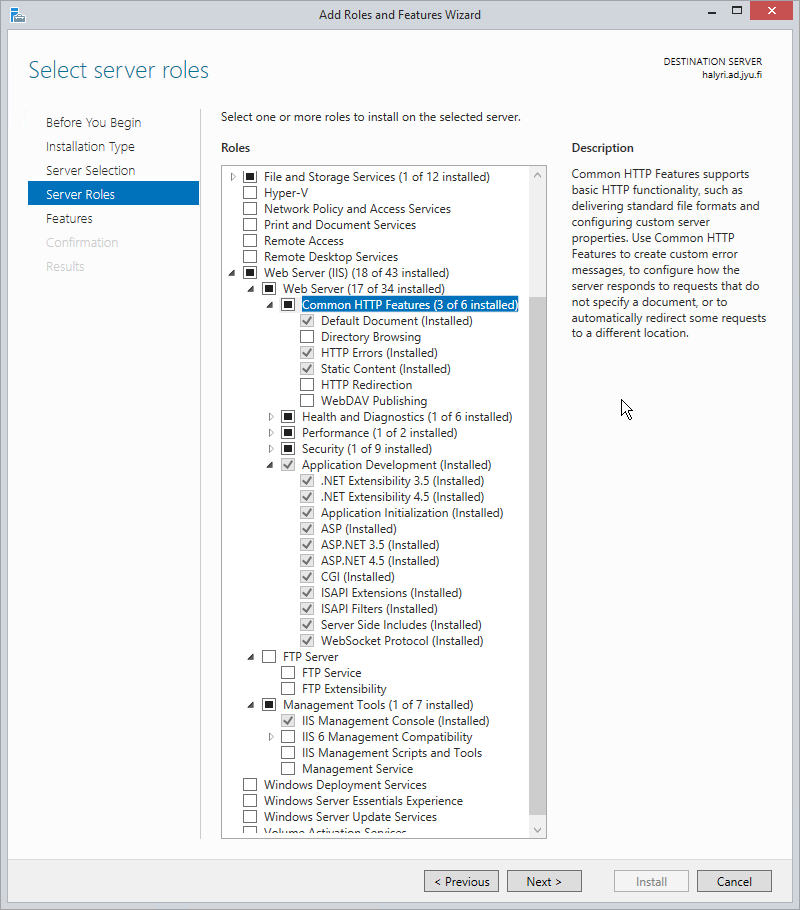 Add Roles and Features Wizard
Select server roles
DESTINATION SERVER
halyri.ad.jyu.fi
Before You Begin
Installation Type
Server Selection
Server Roles
Features
Confirmation
Results
Select one or more roles to install on the selected server.
Roles
File and Storage Services (1 of 12 installed)
Hyper-V
Network Policy and Access Services
Print and Document Services
Remote Access
Remote Desktop Services
Web Server (IIS) (18 of 43 installed)
Web Server (17 of 34 installed)
Common HTTP Features (3 of 6 installed)
Default Document (Installed)
Directory Browsing
HTTP Errors (Installed)
Static Content (Installed)
HTTP Redirection
WebDAV Publishing
Health and Diagnostics (1 of 6 installed)
Performance (1 of 2 installed)
Security (1 of 9 installed)
Application Development (Installed)
.NET Extensibility 3.5 (Installed)
.NET Extensibility 4.5 (Installed)
Application Initialization (Installed)
ASP (Installed)
ASP.NET 3.5 (Installed)
ASP.NET 4.5 (Installed)
CGI (Installed)
ISAPI Extensions (Installed)
ISAPI Filters (Installed)
Server Side Includes (Installed)
WebSocket Protocol (Installed)
FTP Server
FTP Service
FTP Extensibility
Management Tools (1 of 7 installed)
IIS Management Console (Installed)
IIS 6 Management Compatibility
IIS Management Scripts and Tools
Management Service
Windows Deployment Services
Windows Server Essentials Experience
Windows Server Update Services
Volume Activation Services
Description
Common HTTP Features supports
basic HTTP functionality, such as
delivering standard file formats and
configuring custom server
properties. Use Common HTTP
Features to create custom error
messages, to configure how the
server responds to requests that do
not specify a document, or to
automatically redirect some requests
to a different location.
< Previous
Next >
Install
Cancel